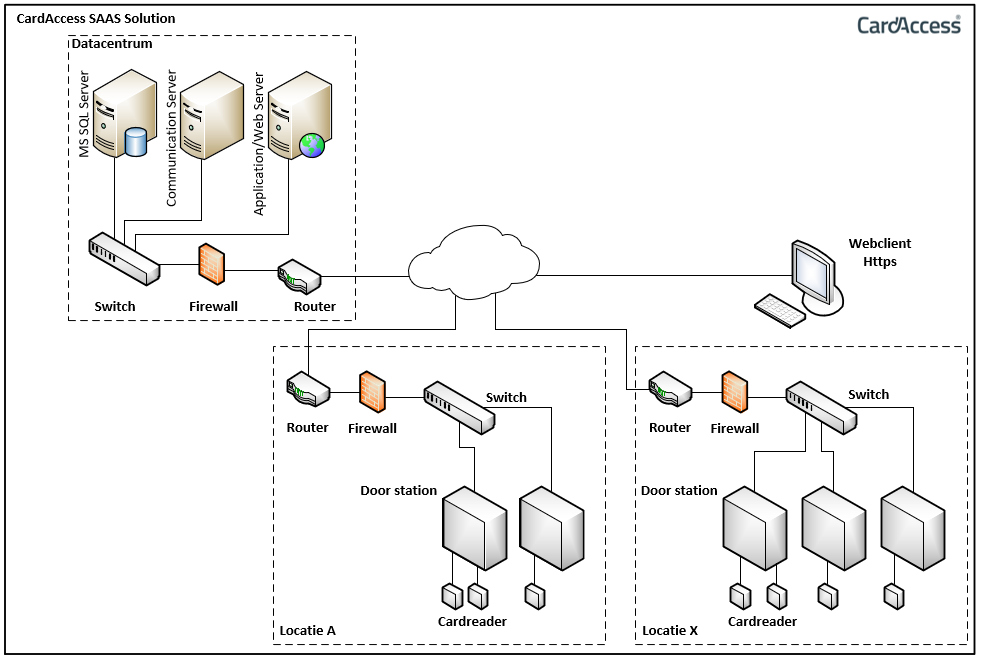 CardAccess SAAS Solution
CardAccess®
Datacentrum
MS SQL Server
Communication Server
Application/Web Server
Switch
Firewall
Router
Webclient
Https
Router
Firewall
Switch
Door station
Cardreader
Locatie A
Router
Firewall
Switch
Door station
Cardreader
Locatie X